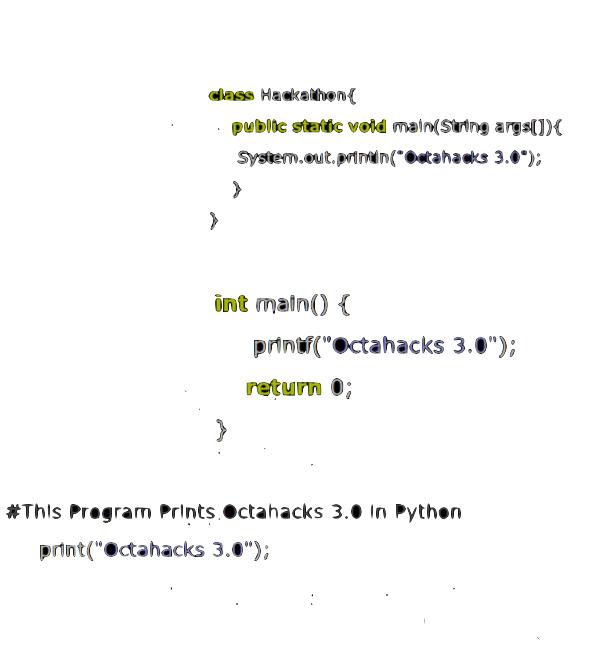 class Hackathon{
public static void main(String args[]){
System.out.println("Octahacks 3.0");
}
}
int main() {
printf("Octahacks 3.0");
return 0;
}
#This Program Prints Octahacks 3.0 in Python
print("Octahacks 3.0");